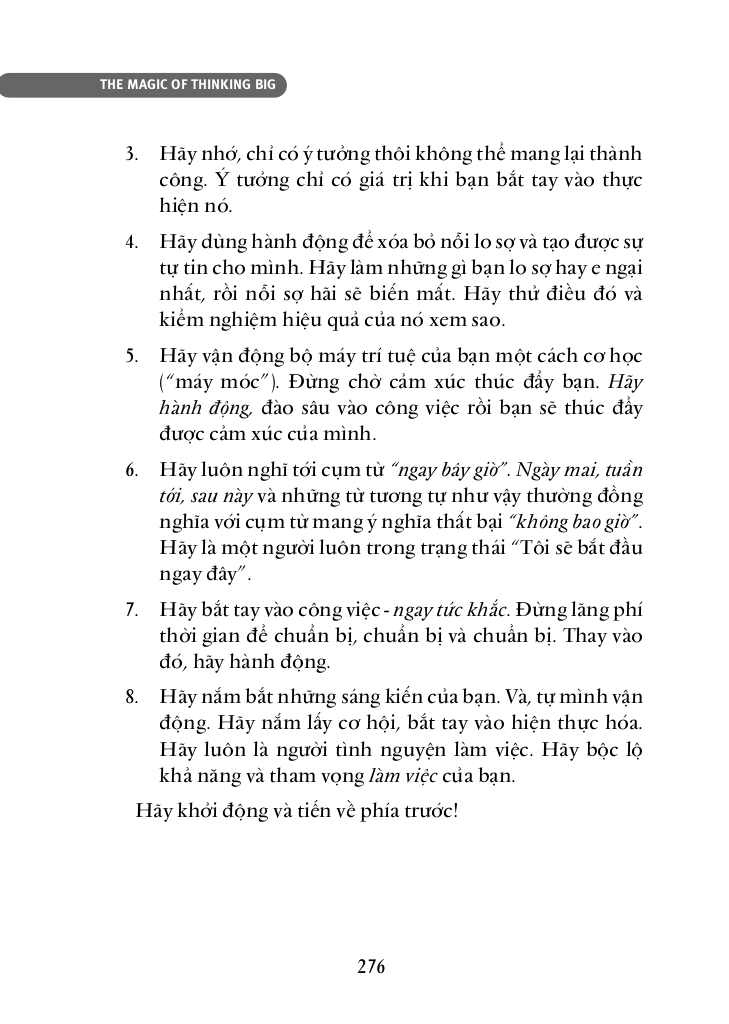 THE MAGIC OF THINKING BIG
3. Hãy nhớ, chỉ có ý tưởng thôi không thể mang lại thành
công. Ý tưởng chỉ có giá trị khi bạn bắt tay vào thực
hiện nó.
4. Hãy dùng hành động để xóa bỏ nỗi lo sợ và tạo được sự
tự tin cho mình. Hãy làm những gì bạn lo sợ hay e ngại
nhất, rồi nỗi sợ hãi sẽ biến mất. Hãy thử điều đó và
kiểm nghiệm hiệu quả của nó xem sao.
5. Hãy vận động bộ máy trí tuệ của bạn một cách cơ học
(“máy móc”). Đừng chờ cảm xúc thúc đẩy bạn. Hãy
hành động, đào sâu vào công việc rồi bạn sẽ thúc đẩy
được cảm xúc của mình.
6. Hãy luôn nghĩ tới cụm từ “ngay bây giờ”. Ngày mai, tuần
tới, sau này và những từ tương tự như vậy thường đồng
nghĩa với cụm từ mang ý nghĩa thất bại “không bao giờ”.
Hãy là một người luôn trong trạng thái “Tôi sẽ bắt đầu
ngay đây”.
7. Hãy bắt tay vào công việc - ngay tức khắc. Đừng lãng phí
thời gian để chuẩn bị, chuẩn bị và chuẩn bị. Thay vào
đó, hãy hành động.
8. Hãy nắm bắt những sáng kiến của bạn. Và, tự mình vận
động. Hãy nắm lấy cơ hội, bắt tay vào hiện thực hóa.
Hãy luôn là người tình nguyện làm việc. Hãy bộc lộ
khả năng và tham vọng làm việc của bạn.
Hãy khởi động và tiến về phía trước!
276